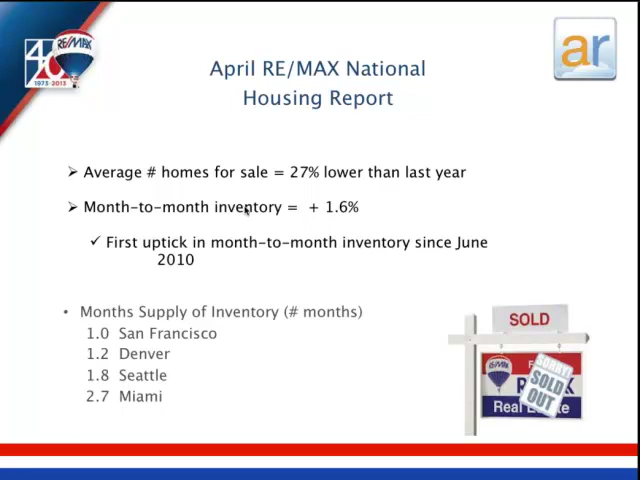 40
RE/MAX
1973-2013
ar
April RE/MAX National
Housing Report
➢ Average # homes for sale = 27% lower than last year
➢ Month-to-month inventory = + 1.6%
✓ First uptick in month-to-month inventory since June
2010
• Months Supply of Inventory (# months)
1.0 San Francisco
1.2 Denver
1.8 Seattle
2.7 Miami
SOLD
RE/MAX
SORRY!
SOLD
OUT
Real